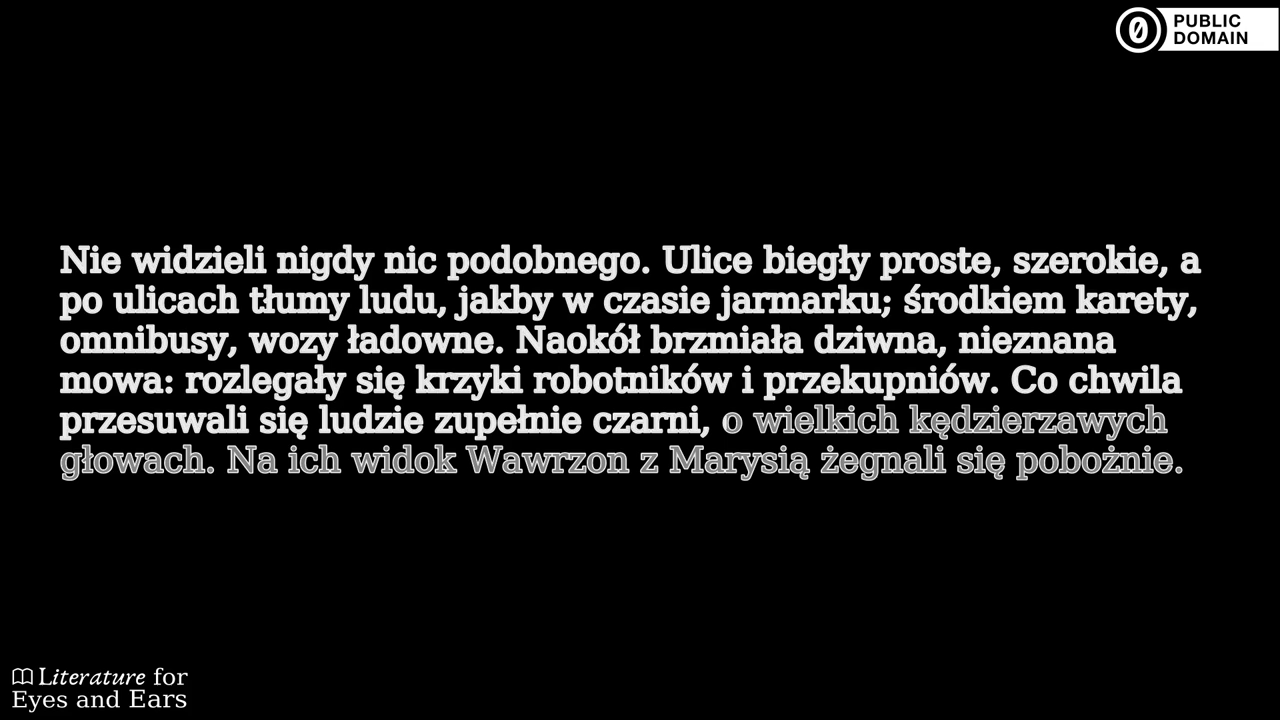 PUBLIC
DOMAIN
Nie widzieli nigdy nic podobnego. Ulice biegły proste, szerokie, a
po ulicach tłumy ludu, jakby w czasie jarmarku; środkiem karety,
omnibusy, wozy ładowne. Naokół brzmiała dziwna, nieznana
mowa: rozlegały się krzyki robotników i przekupniów. Co chwila
przesuwali się ludzie zupełnie czarni, o wielkich kędzierzawych
głowach. Na ich widok Wawrzon z Marysią żegnali się pobożnie.
Literature for
Eyes and Ears